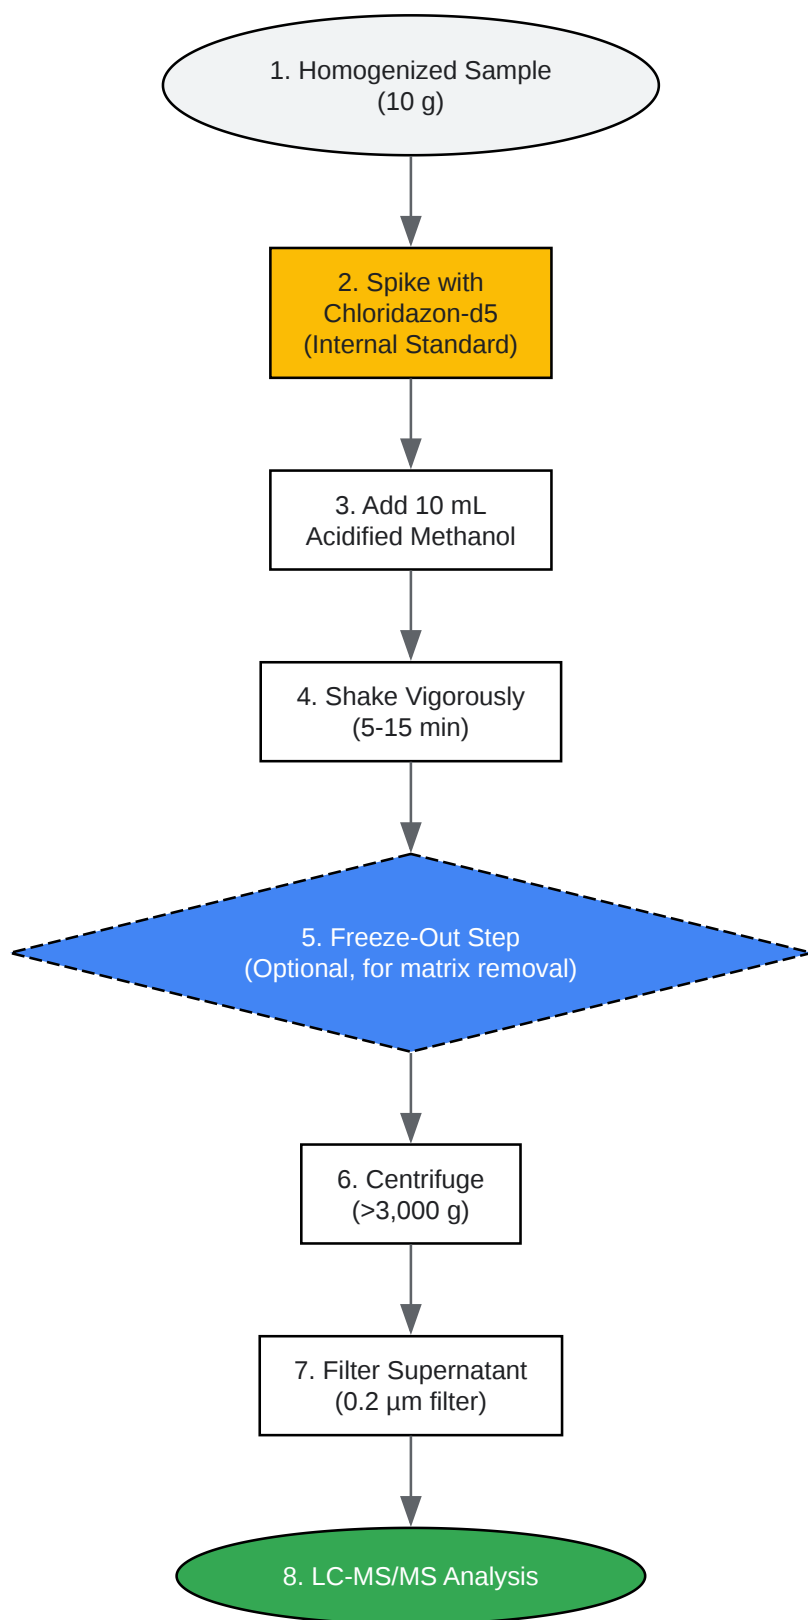 1. Homogenized Sample
(10 g)
2. Spike with
Chloridazon-d5
(Internal Standard)
3. Add 10 mL
Acidified Methanol
4. Shake Vigorously
(5-15 min)
5. Freeze-Out Step
(Optional, for matrix removal)
6. Centrifuge
(>3,000 g)
7. Filter Supernatant
(0.2 µm filter)
8. LC-MS/MS Analysis